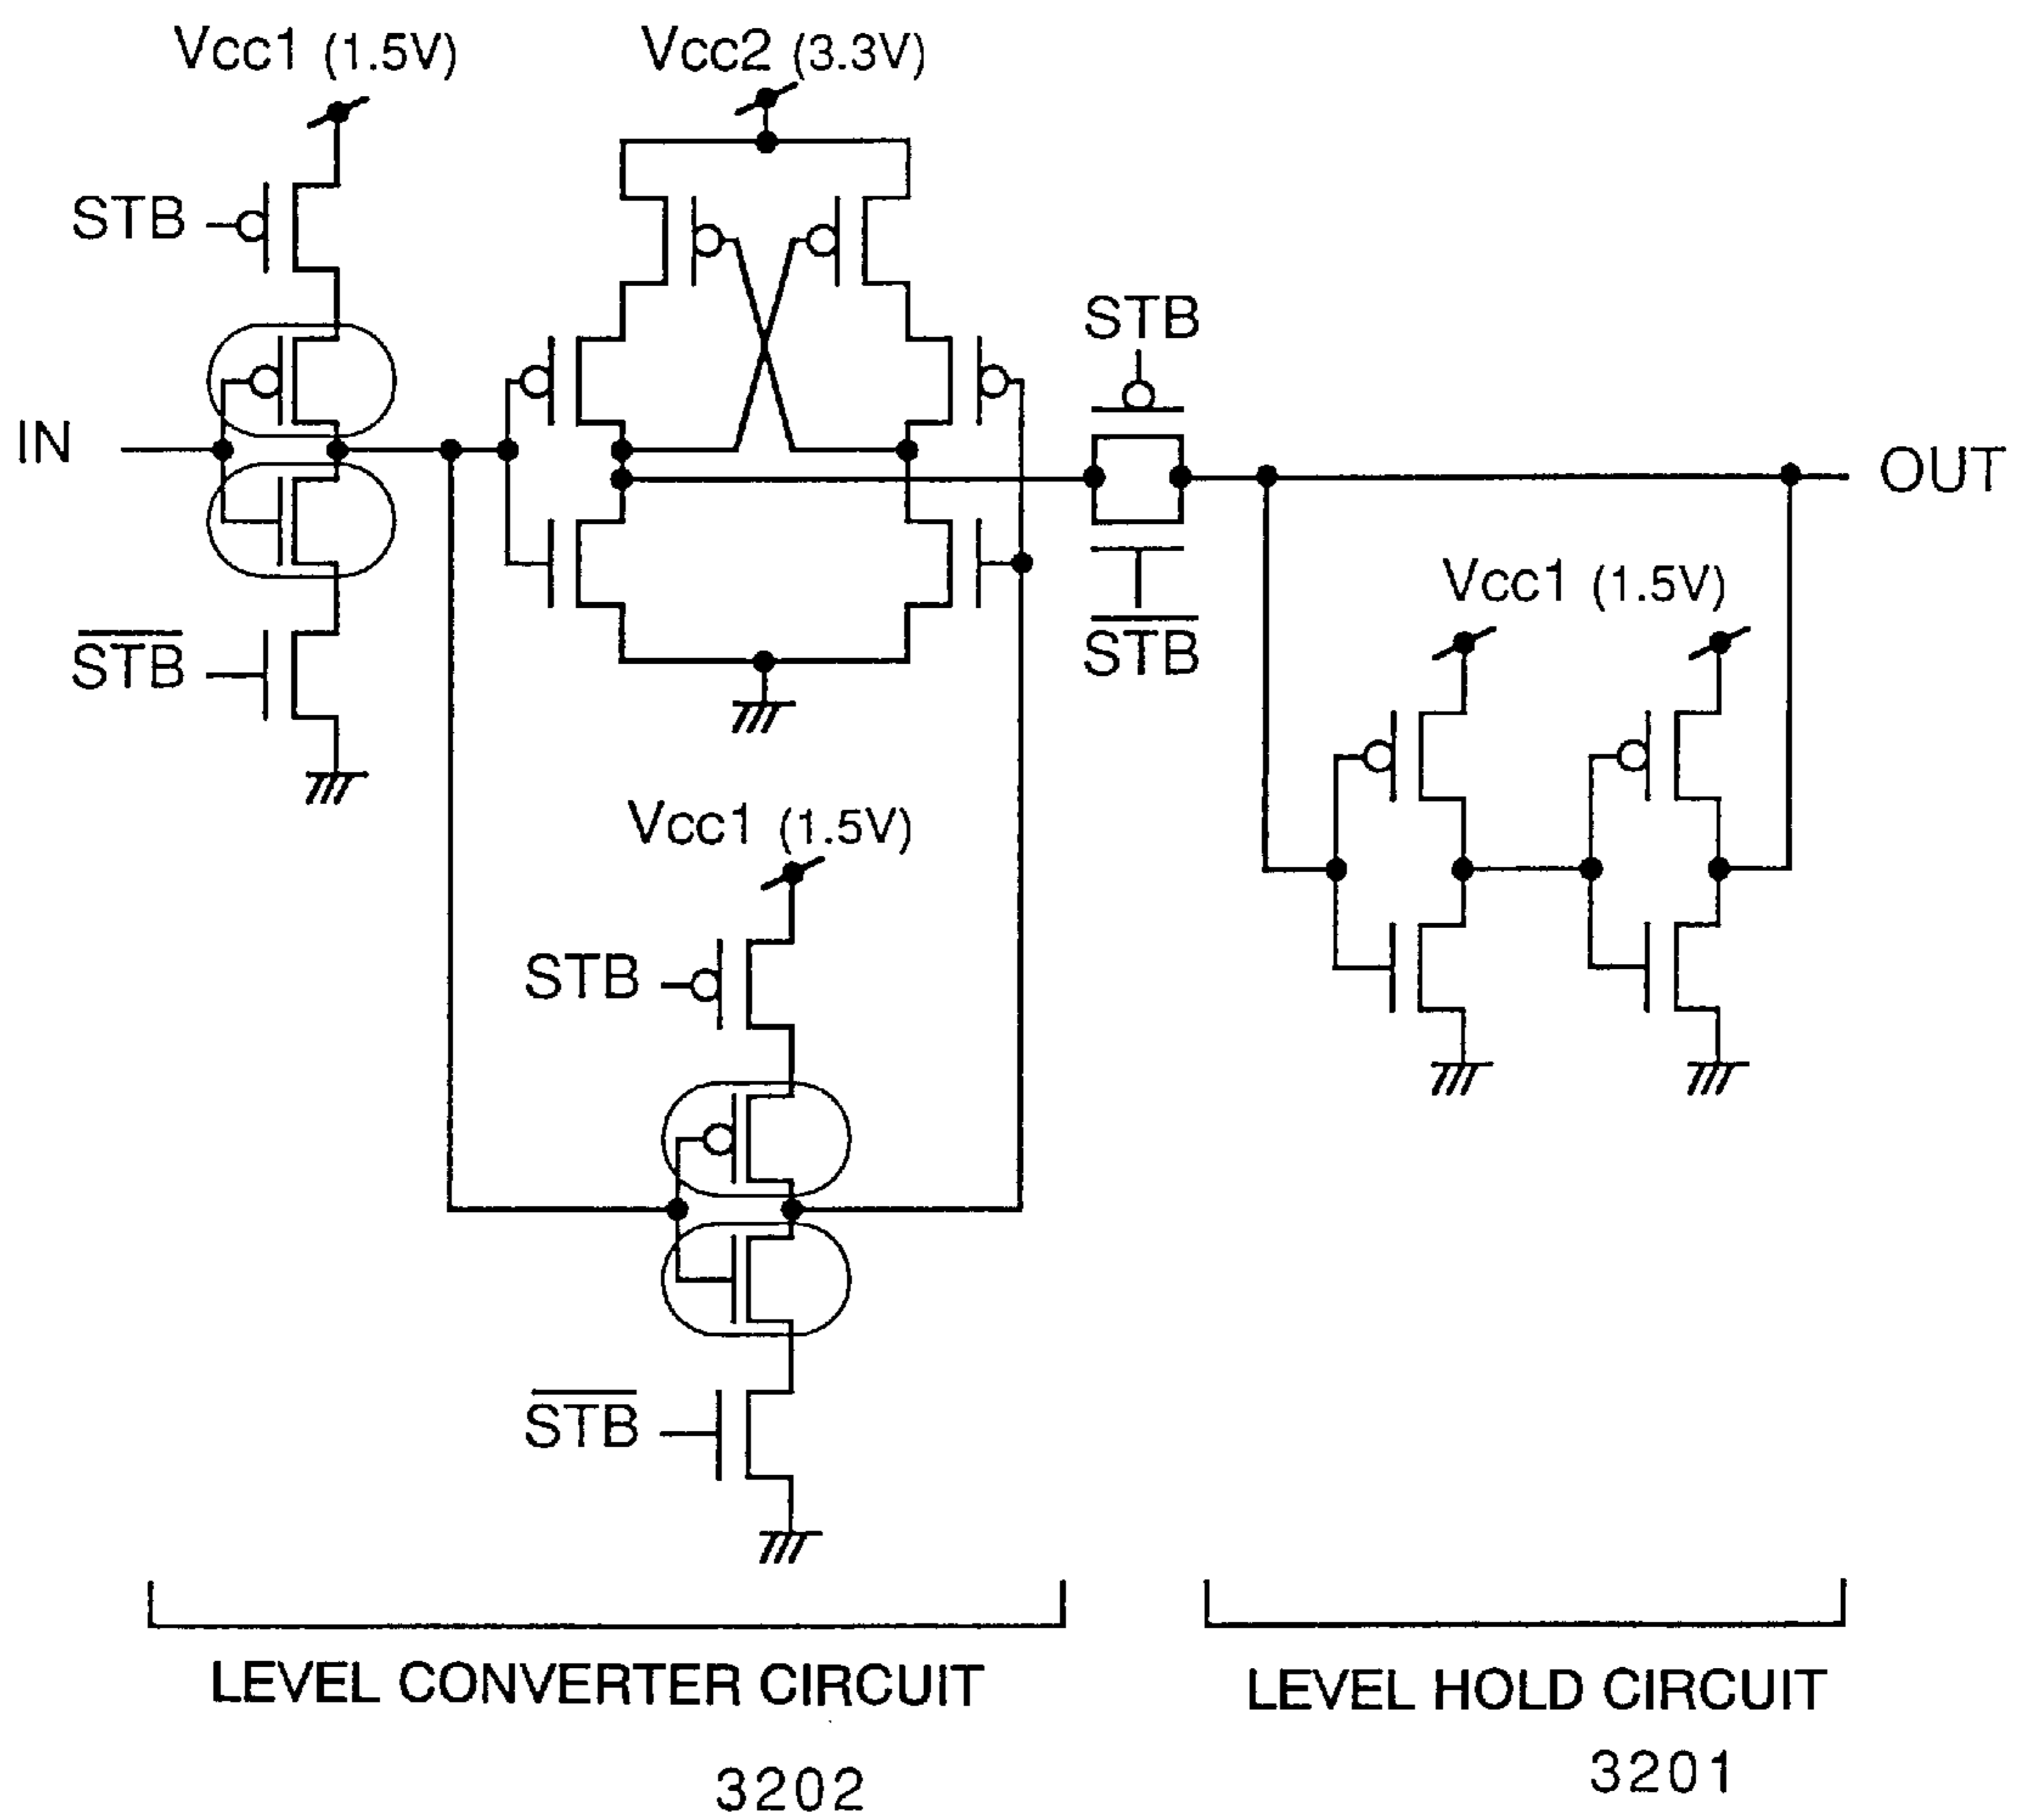 Vcc1 (1.5V)
Vcc2 (3.3V)
STB
STB
IN
OUT
Vcc1 (1.5V)
STB
STB
Vcc1 (1.5V)
STB
STB
LEVEL CONVERTER CIRCUIT
LEVEL HOLD CIRCUIT
3202
3201